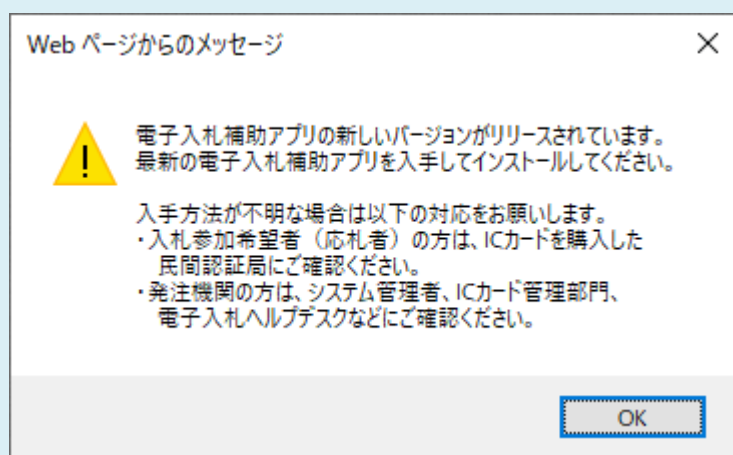 Web ページからのメッセージ
電子入札補助アプリの新しいバージョンがリリースされています。
最新の電子入札補助アプリを入手してインストールしてください。
入手方法が不明な場合は以下の対応をお願いします。
・入札参加希望者（応札者）の方は、ICカードを購入した
民間認証局にご確認ください。
・発注機関の方は、システム管理者、ICカード管理部門、
電子入札ヘルプデスクなどにご確認ください。
OK